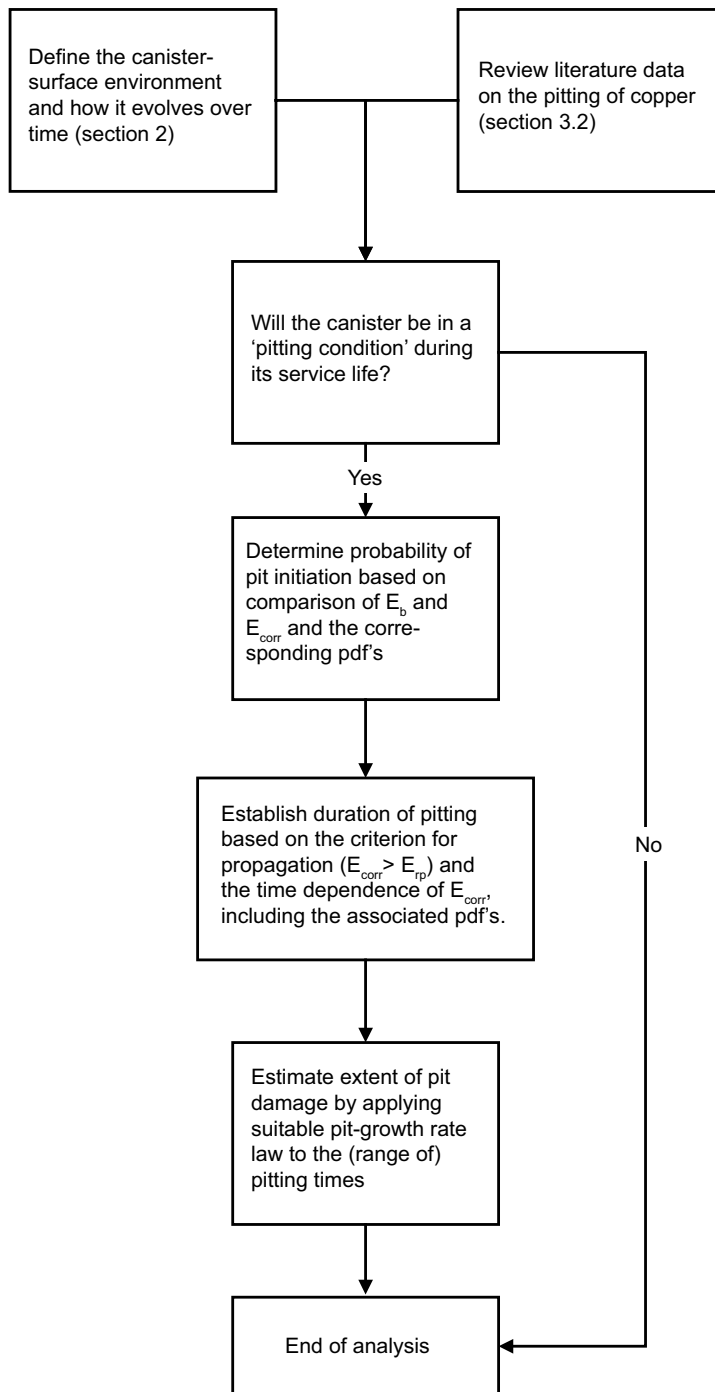 Define the canister-
surface environment
and how it evolves over
time (section 2)
Review literature data
on the pitting of copper
(section 3.2)
Will the canister be in a
‘pitting condition’ during
its service life?
Yes
No
Determine probability of
pit initiation based on
comparison of E_b and
E_corr and the corre-
sponding pdf's
Establish duration of pitting
based on the criterion for
propagation (E_corr> E_rp) and
the time dependence of E_corr,
including the associated pdf's.
Estimate extent of pit
damage by applying
suitable pit-growth rate
law to the (range of)
pitting times
End of analysis